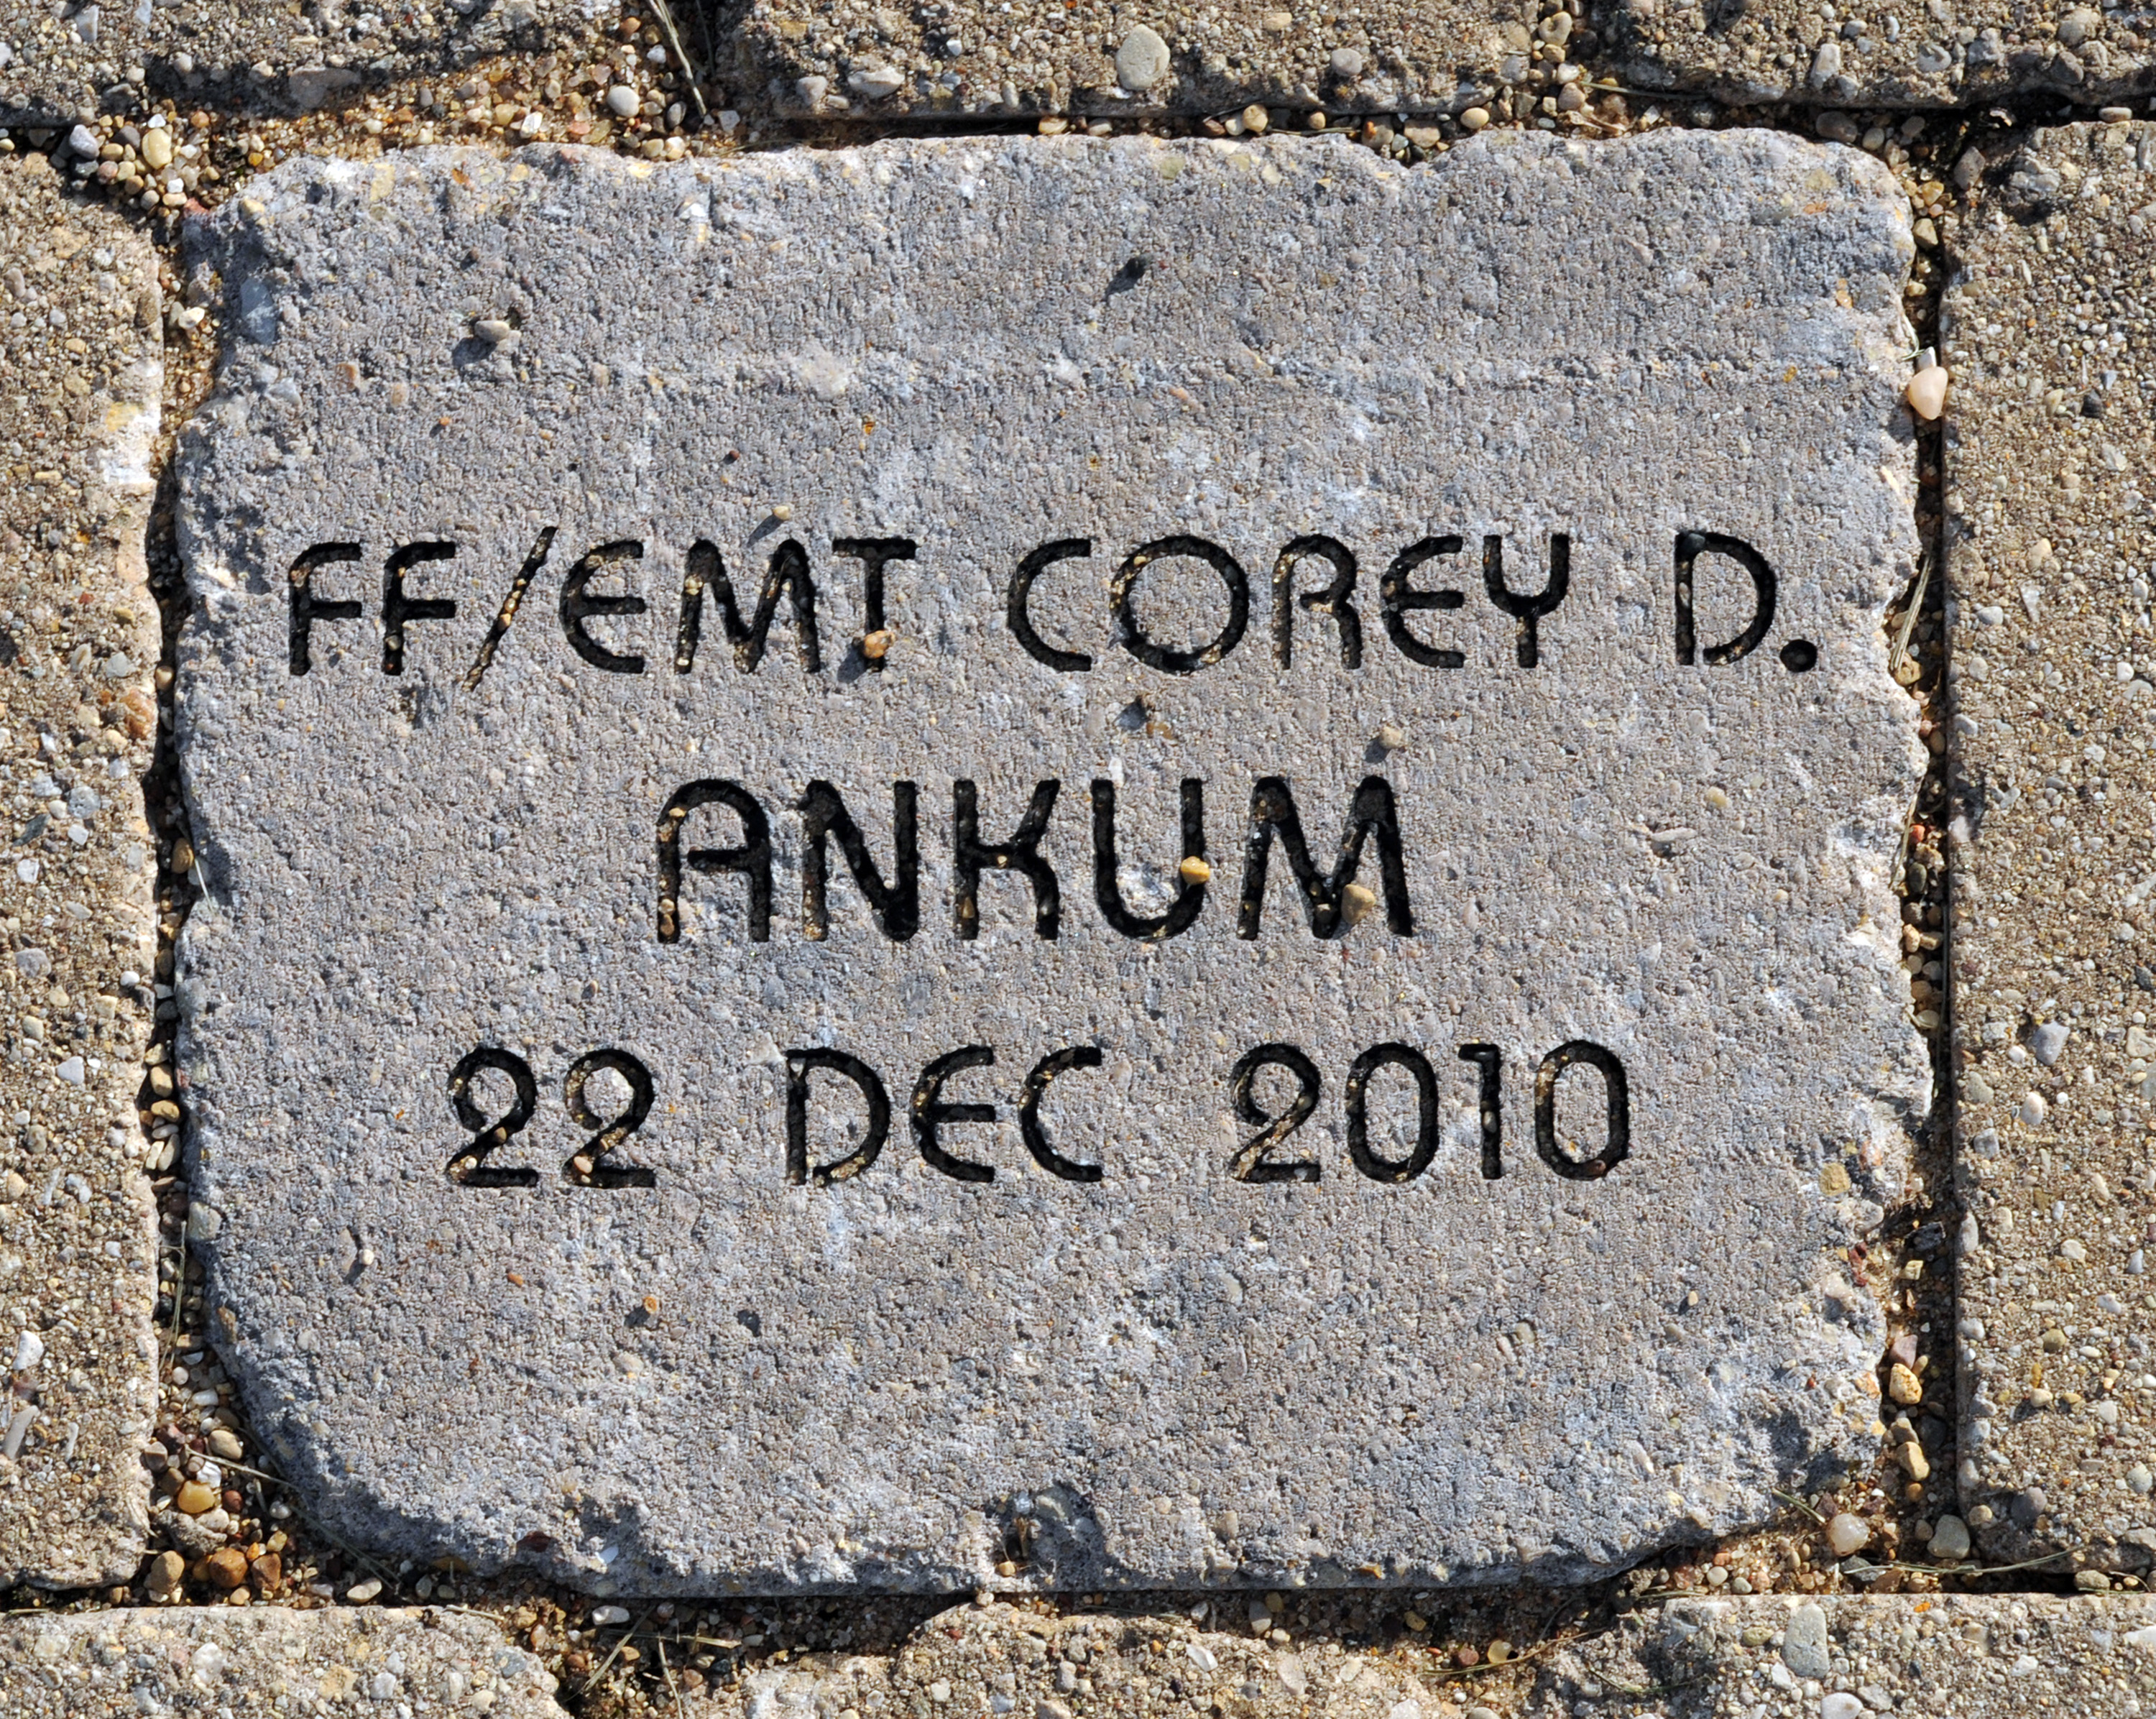 FF/EMT COREY D.
ANKUM
22 DEC 2010